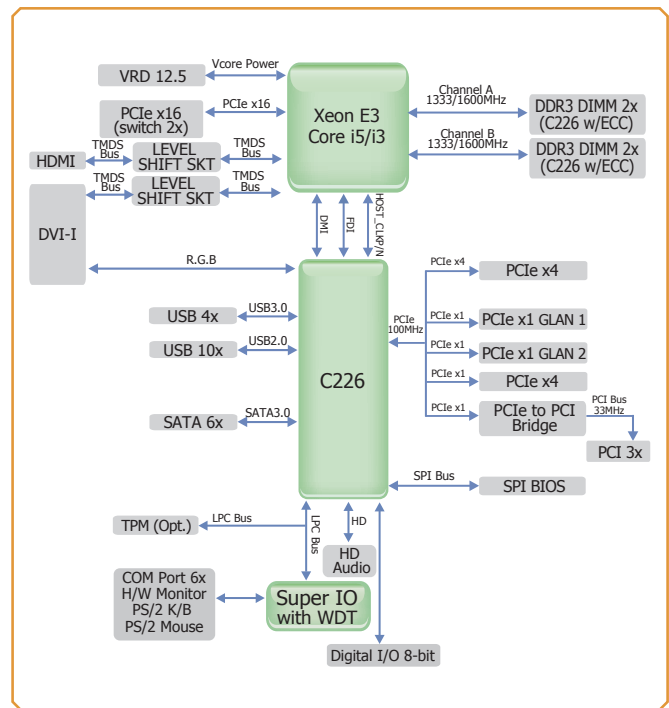 VRD 12.5
Vcore Power
PCIe x16
(switch 2x)
PCIe x16
Xeon E3
Core i5/i3
Channel A
1333/1600MHz
DDR3 DIMM 2x
(C226 w/ECC)
Channel B
1333/1600MHz
DDR3 DIMM 2x
(C226 w/ECC)
HDMI
TMDS
Bus
LEVEL
SHIFT SKT
TMDS
Bus
TMDS
Bus
LEVEL
SHIFT SKT
TMDS
Bus
DVI-I
R.G.B
DMI
FDI
HOST_CLKP/N
C226
USB 4x
USB3.0
USB 10x
USB2.0
SATA 6x
SATA3.0
PCIe
100MHz
PCIe x4
PCIe x4
PCIe x1
PCIe x1 GLAN 1
PCIe x1
PCIe x1 GLAN 2
PCIe x1
PCIe x4
PCIe x1
PCIe to PCI
Bridge
PCI Bus
33MHz
PCI 3x
SPI Bus
SPI BIOS
TPM (Opt.)
LPC Bus
LPC Bus
HD
HD
Audio
COM Port 6x
H/W Monitor
PS/2 K/B
PS/2 Mouse
Super IO
with WDT
Digital I/O 8-bit